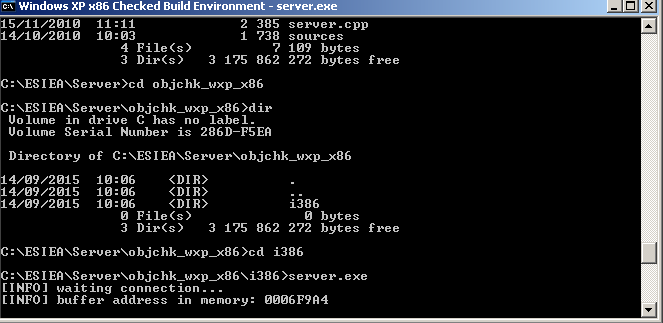 Windows XP x86 Checked Build Environment - server.exe
15/11/2010 11:11 2 385 server.cpp
14/10/2010 10:03 1 738 sources
4 File(s) 7 109 bytes
3 Dir(s) 3 175 862 272 bytes free
C:\ESIEA\Server>cd objchk_wxp_x86
C:\ESIEA\Server\objchk_wxp_x86>dir
Volume in drive C has no label.
Volume Serial Number is 286D-F5EA
Directory of C:\ESIEA\Server\objchk_wxp_x86
14/09/2015 10:06 <DIR> .
14/09/2015 10:06 <DIR> ..
14/09/2015 10:06 <DIR> i386
0 File(s) 0 bytes
3 Dir(s) 3 175 862 272 bytes free
C:\ESIEA\Server\objchk_wxp_x86>cd i386
C:\ESIEA\Server\objchk_wxp_x86\i386>server.exe
[INFO] waiting connection...
[INFO] buffer address in memory: 0006F9A4